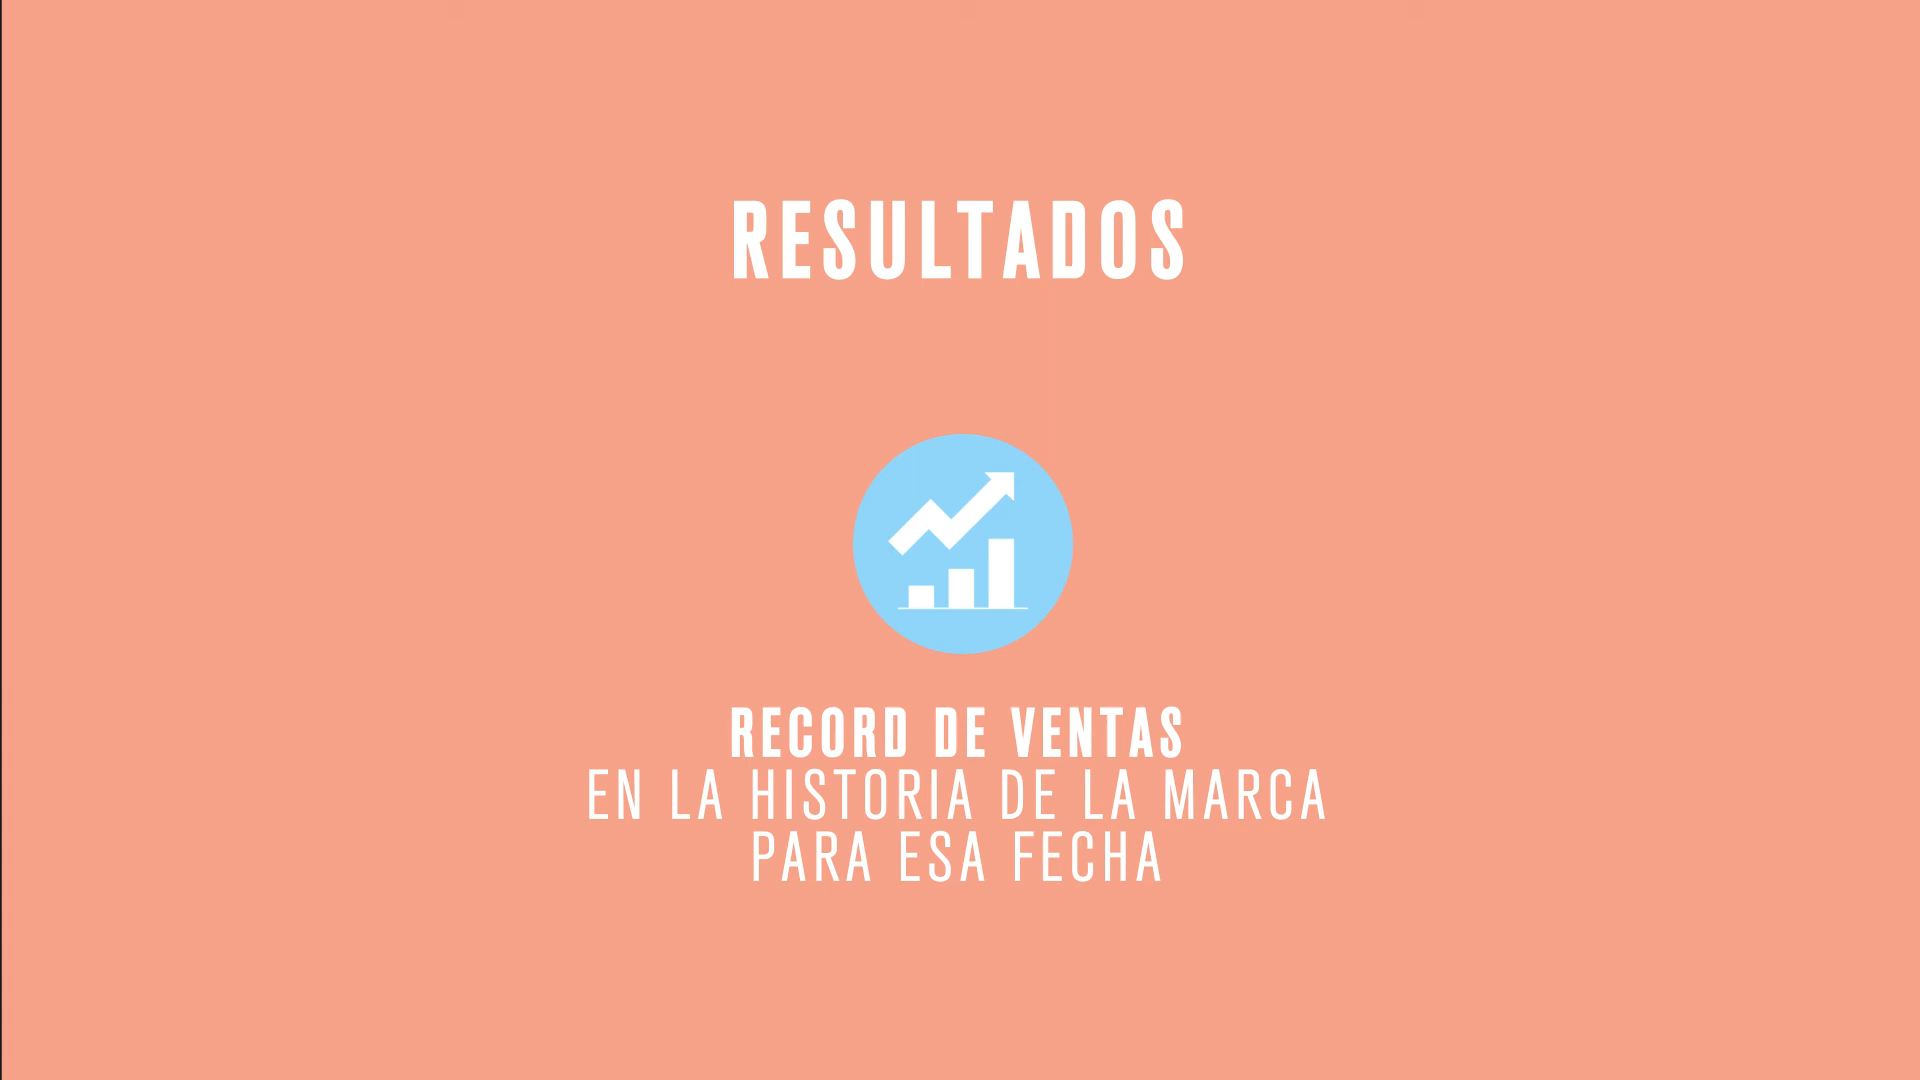 RESULTADOS
RECORD DE VENTAS
EN LA HISTORIA DE LA MARCA
PARA ESA FECHA